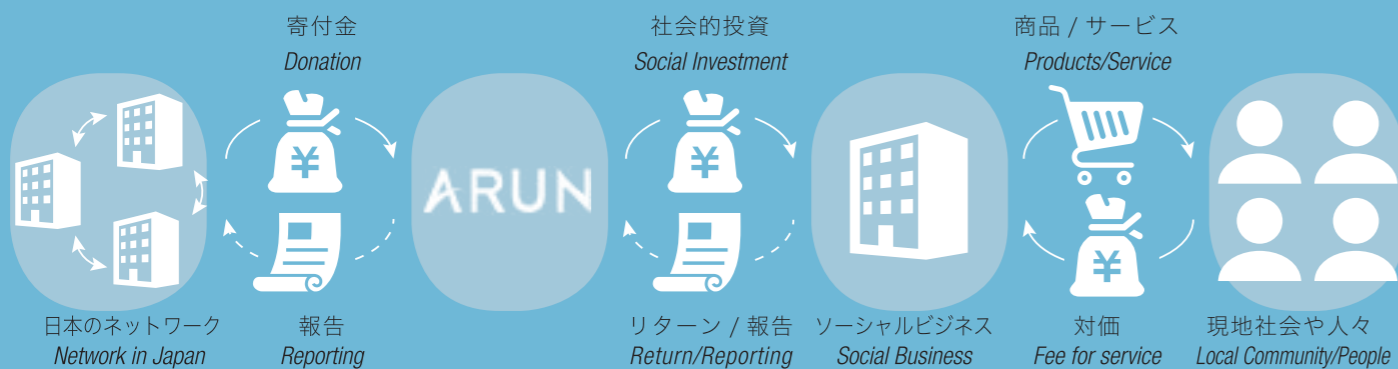 寄付金
Donation
社会的投資
Social Investment
商品 / サービス
Products/Service
¥
¥
ARUN
¥
日本のネットワーク
Network in Japan
報告
Reporting
リターン / 報告
Return/Reporting
ソーシャルビジネス
Social Business
対価
Fee for service
現地社会や人々
Local Community/People